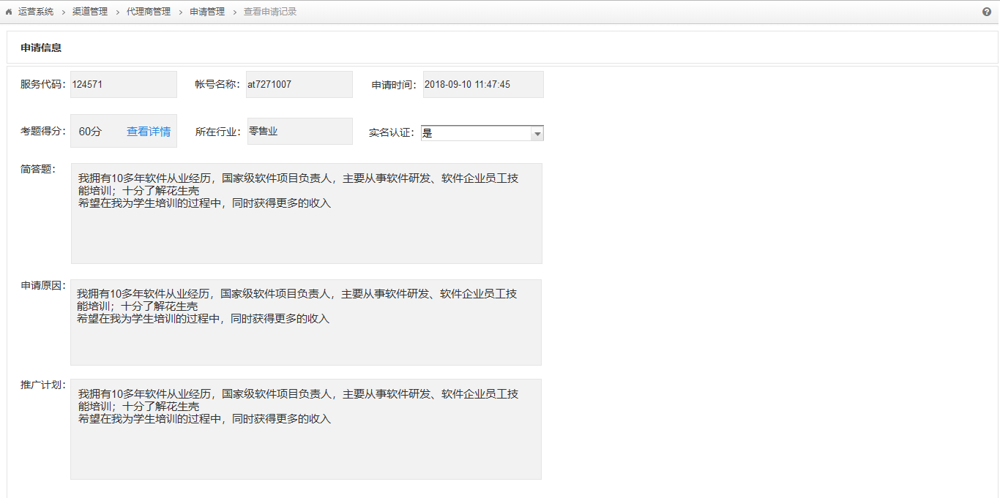 运营系统 > 渠道管理 > 代理商管理 > 申请管理 > 查看申请记录
申请信息
服务代码： 124571 帐号名称： at7271007 申请时间： 2018-09-10 11:47:45
考题得分： 60分 查看详情 所在行业： 零售业 实名认证： 是
简答题：
我拥有10多年软件从业经历，国家级软件项目负责人，主要从事软件研发、软件企业员工技
能培训；十分了解花生壳
希望在我为学生培训的过程中，同时获得更多的收入
申请原因：
我拥有10多年软件从业经历，国家级软件项目负责人，主要从事软件研发、软件企业员工技
能培训；十分了解花生壳
希望在我为学生培训的过程中，同时获得更多的收入
推广计划：
我拥有10多年软件从业经历，国家级软件项目负责人，主要从事软件研发、软件企业员工技
能培训；十分了解花生壳
希望在我为学生培训的过程中，同时获得更多的收入